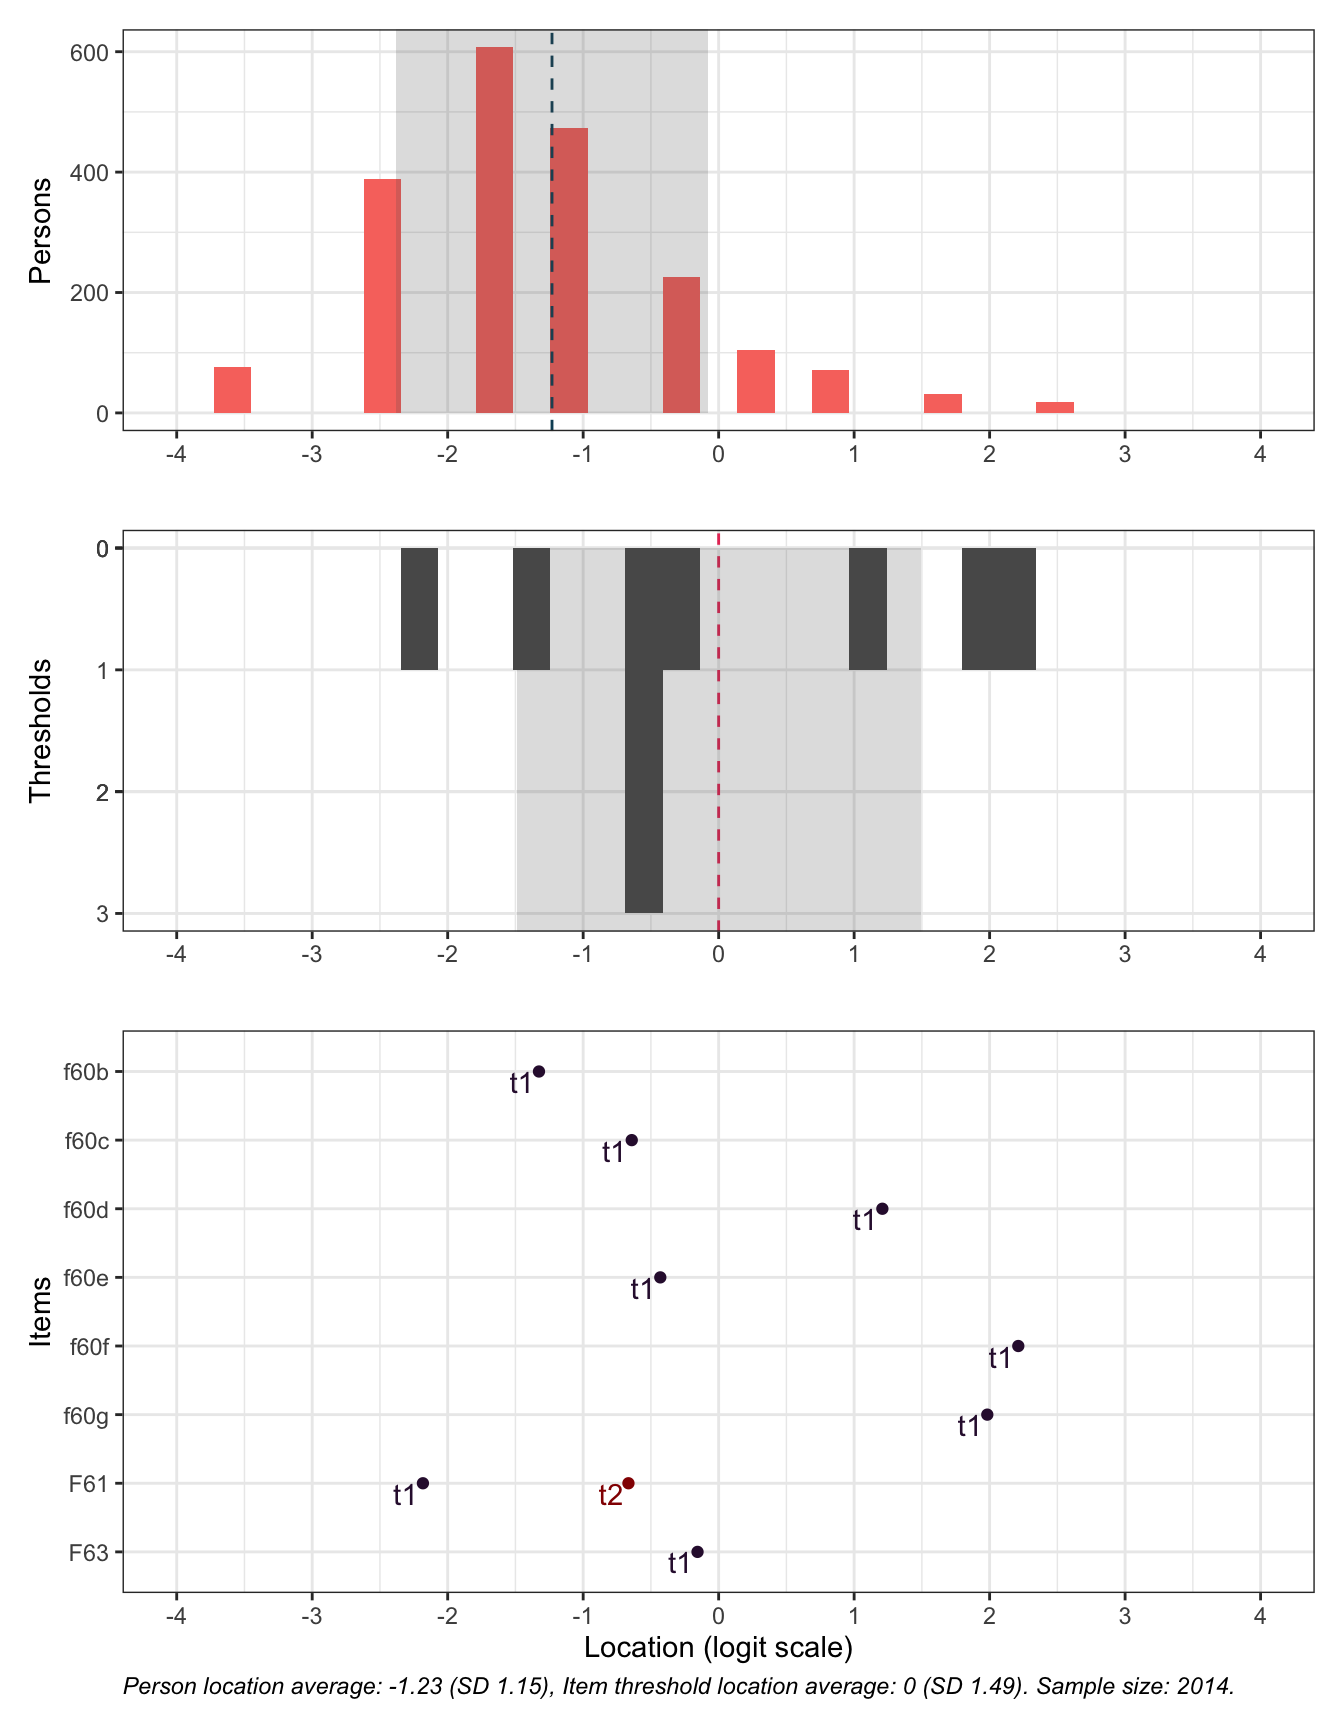 600
400
200
0
Persons
-4 -3 -2 -1 0 1 2 3 4
0
1
2
3
Thresholds
-4 -3 -2 -1 0 1 2 3 4
f60b t1
f60c t1
f60d t1
f60e t1
f60f t1
f60g t1
F61 t1 t2
F63 t1
Items
-4 -3 -2 -1 0 1 2 3 4
Location (logit scale)
Person location average: -1.23 (SD 1.15), Item threshold location average: 0 (SD 1.49). Sample size: 2014.